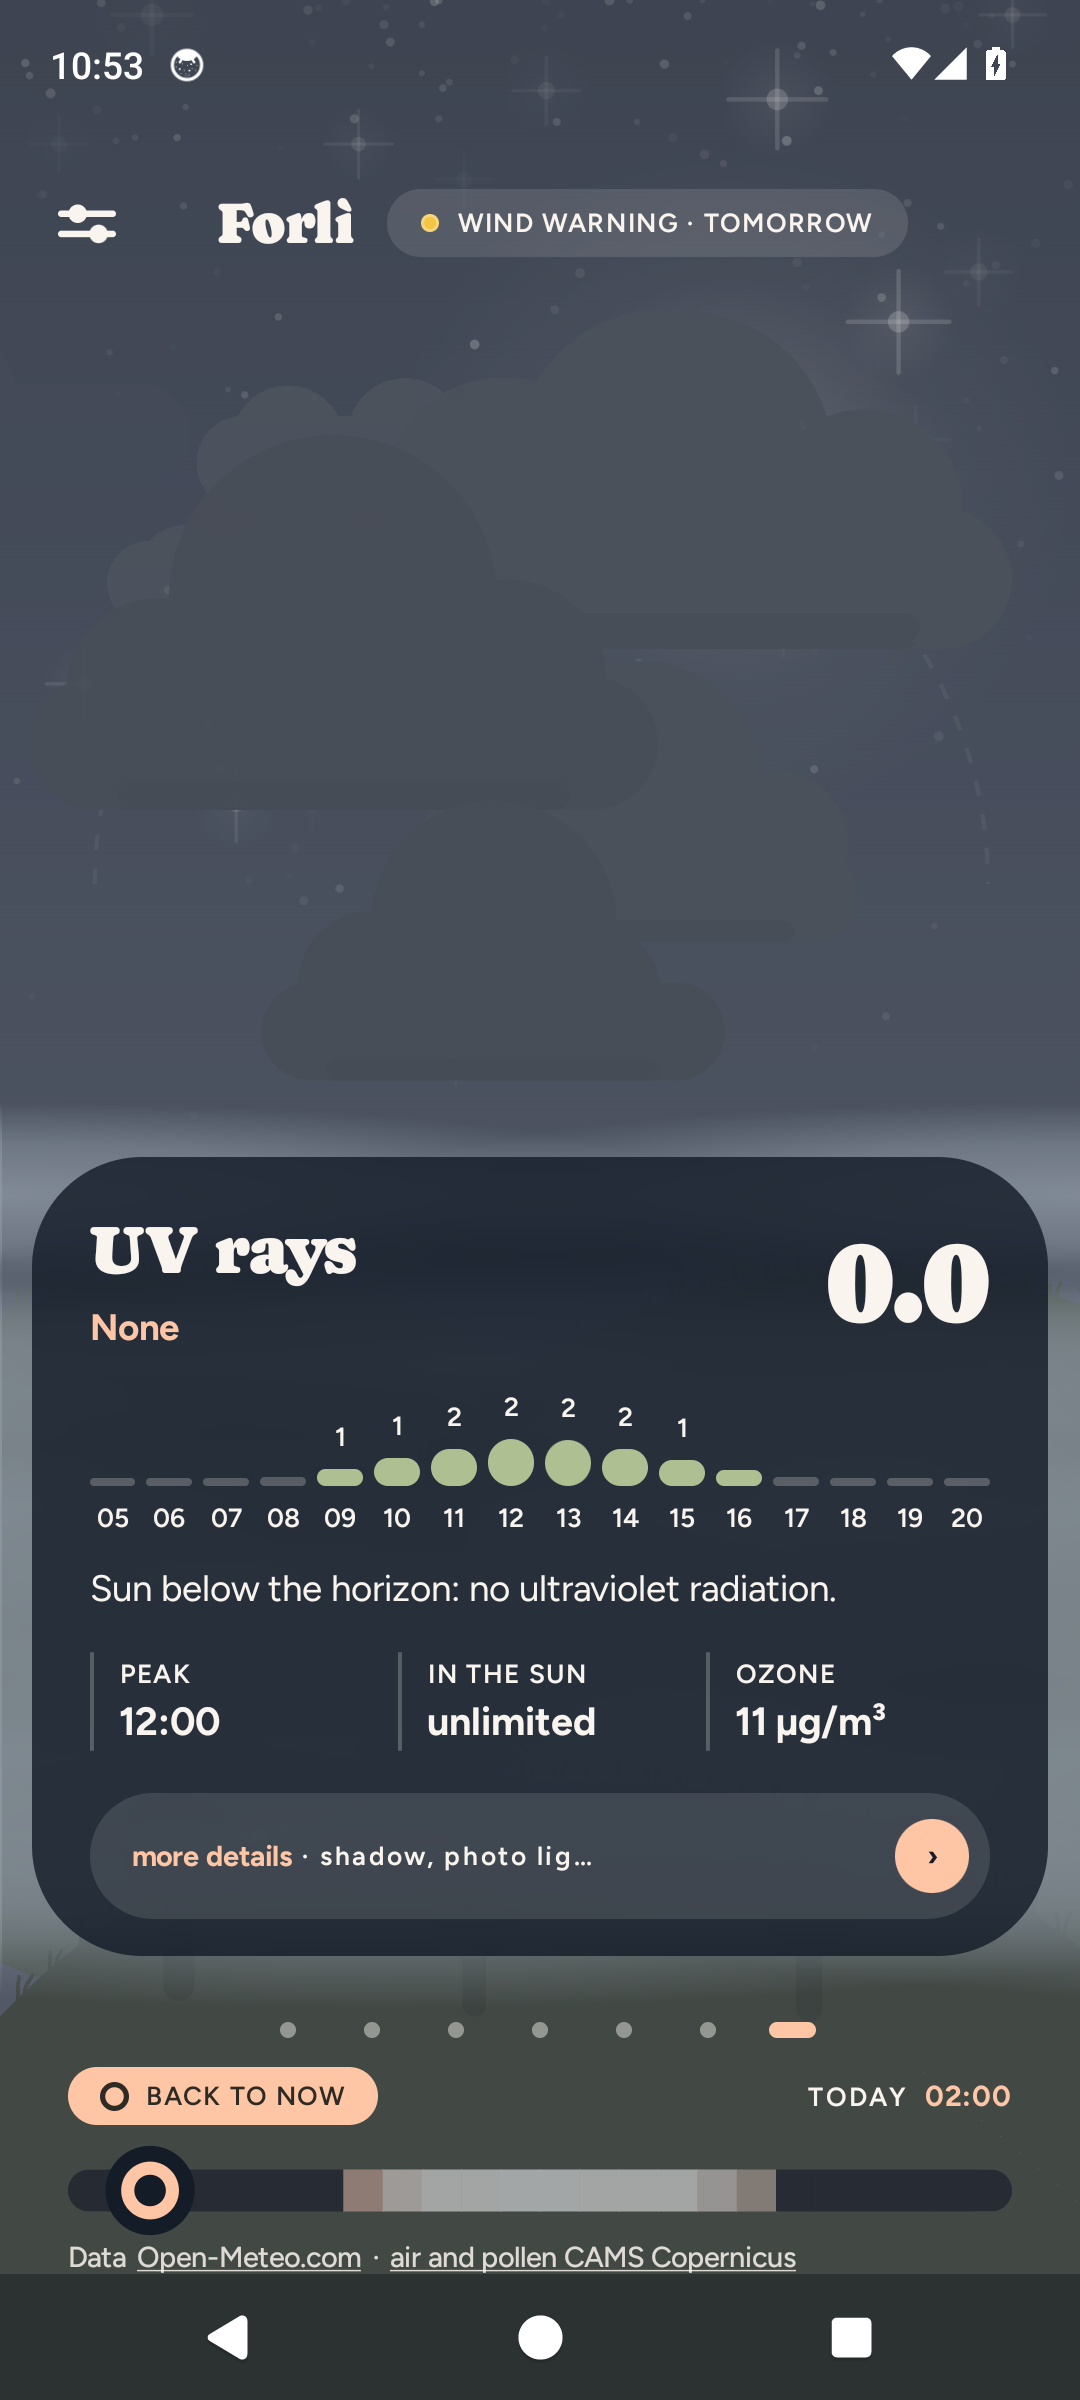 10:53
Forlì
WIND WARNING · TOMORROW
UV rays
0.0
None
1 1 2 2 2 2 1
05 06 07 08 09 10 11 12 13 14 15 16 17 18 19 20
Sun below the horizon: no ultraviolet radiation.
PEAK IN THE SUN OZONE
12:00 unlimited 11 µg/m³
more details · shadow, photo lig… ›
BACK TO NOW TODAY 02:00
Data Open-Meteo.com · air and pollen CAMS Copernicus